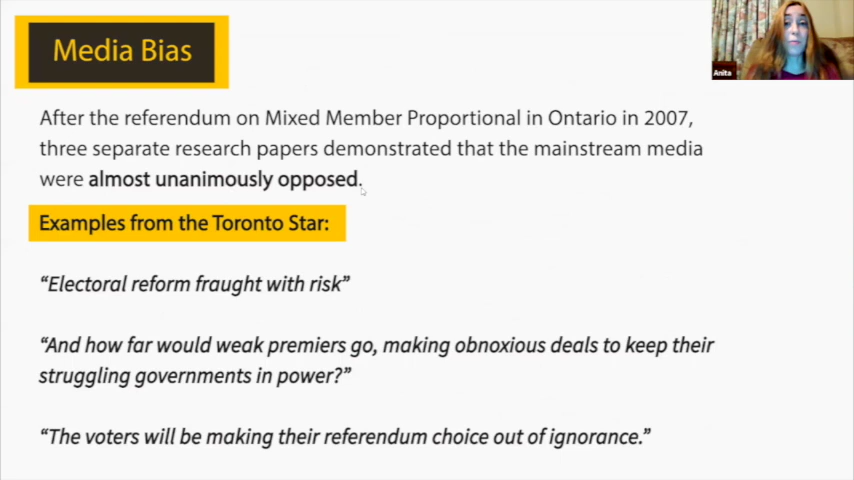 Media Bias
Anita
After the referendum on Mixed Member Proportional in Ontario in 2007,
three separate research papers demonstrated that the mainstream media
were almost unanimously opposed.
Examples from the Toronto Star:
“Electoral reform fraught with risk”
“And how far would weak premiers go, making obnoxious deals to keep their
struggling governments in power?”
“The voters will be making their referendum choice out of ignorance.”